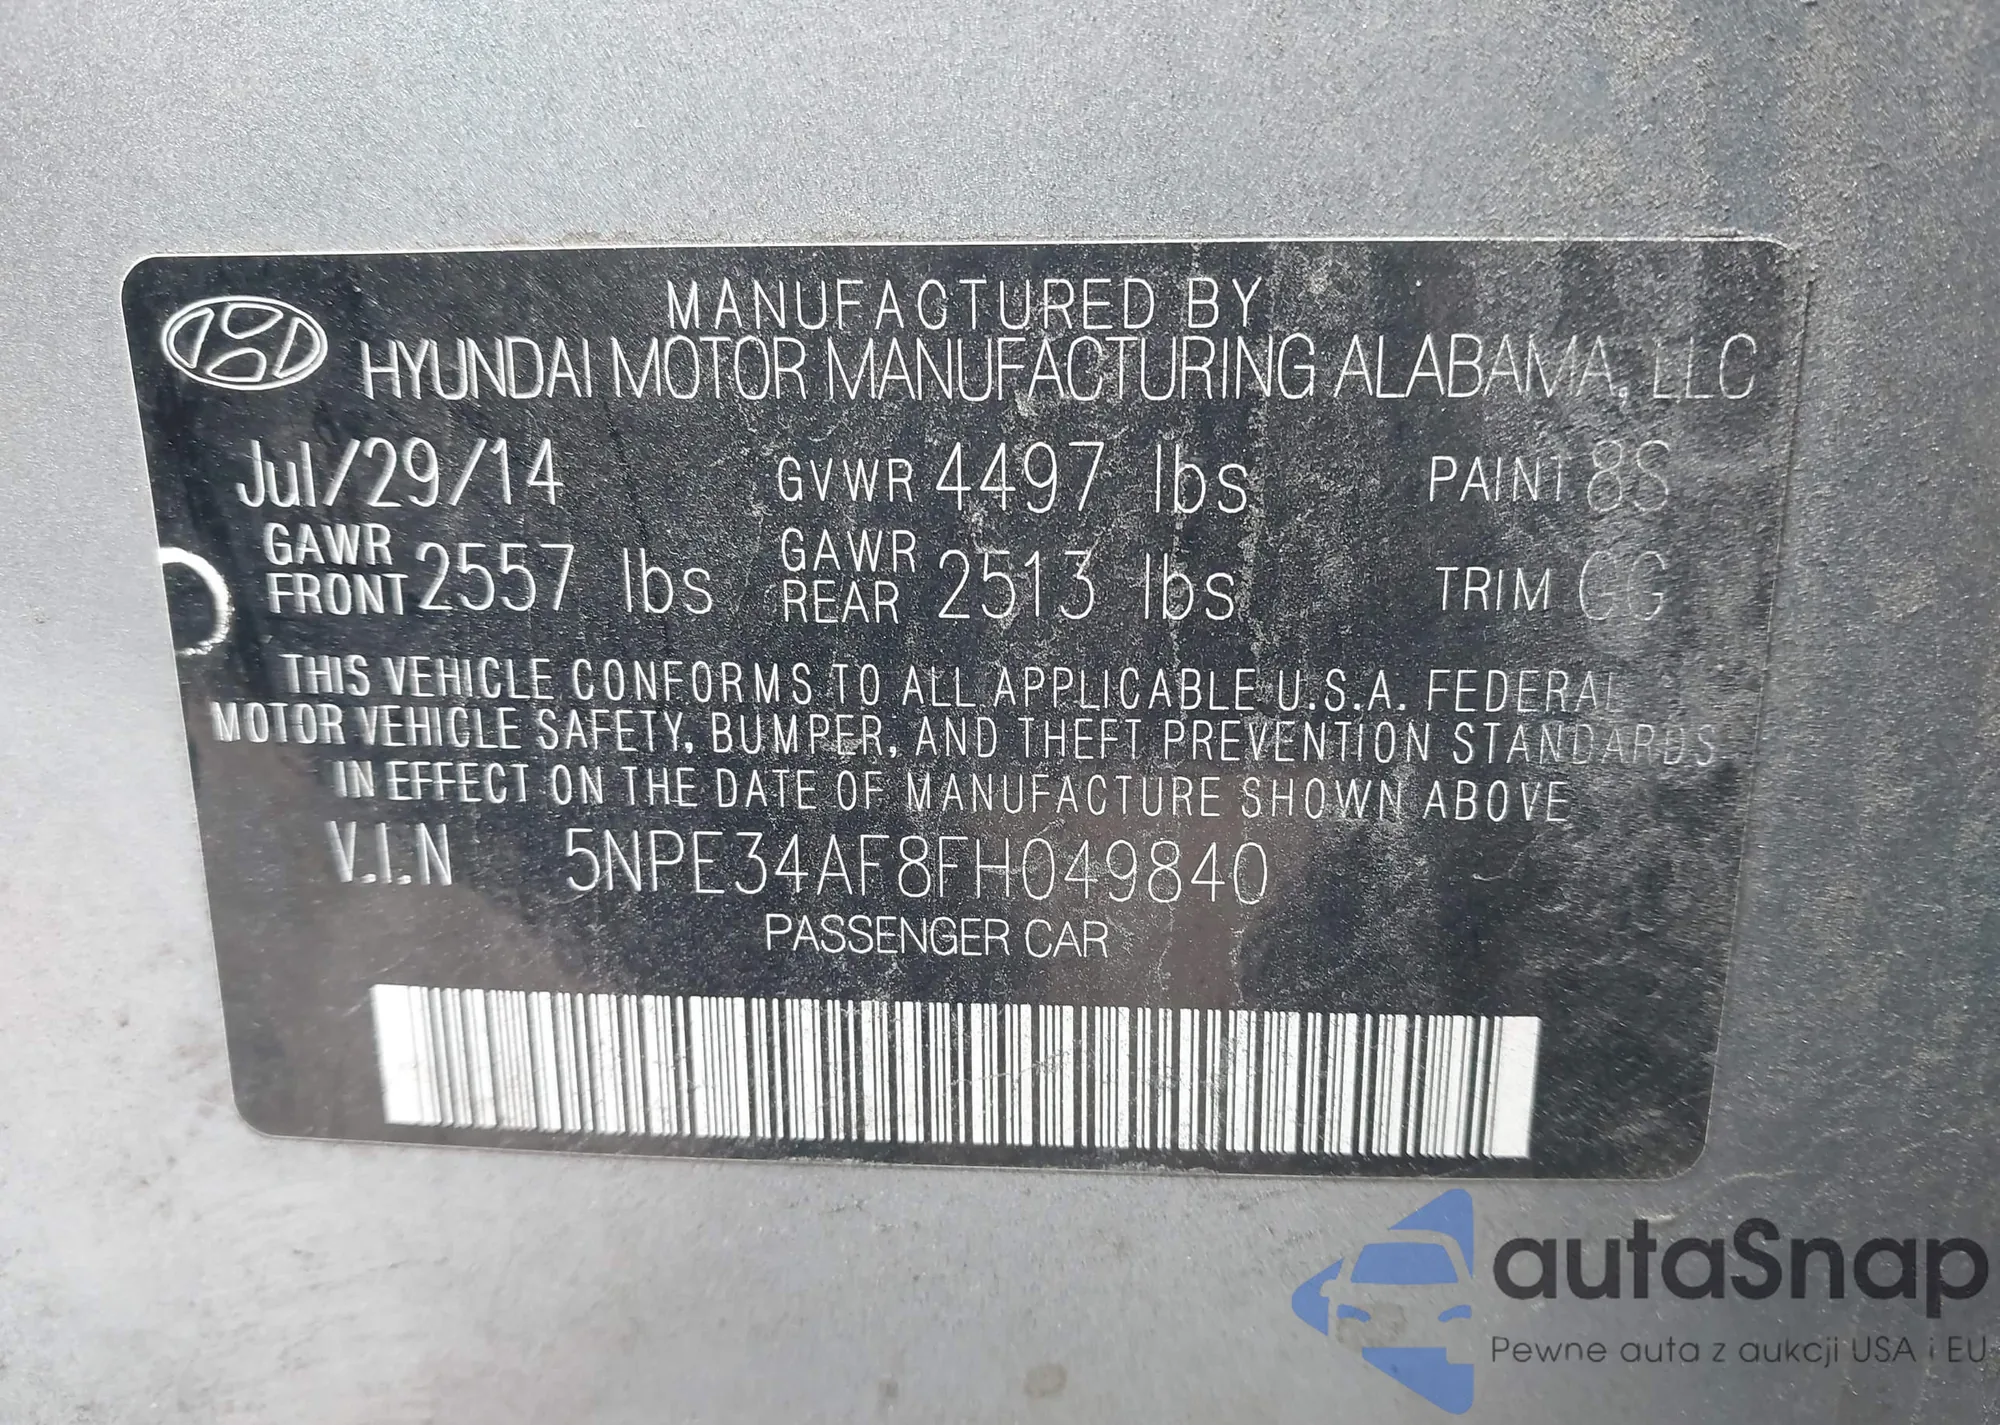 MANUFACTURED BY
HYUNDAI MOTOR MANUFACTURING ALABAMA, LLC
Jul/29/14 GVWR 4497 lbs PAINT 8S
GAWR FRONT 2557 lbs GAWR REAR 2513 lbs TRIM CG
THIS VEHICLE CONFORMS TO ALL APPLICABLE U.S.A. FEDERAL
MOTOR VEHICLE SAFETY, BUMPER, AND THEFT PREVENTION STANDARDS
IN EFFECT ON THE DATE OF MANUFACTURE SHOWN ABOVE
V.I.N 5NPE34AF8FH049840
PASSENGER CAR
autaSnap
Pewne auta z aukcji USA i EU